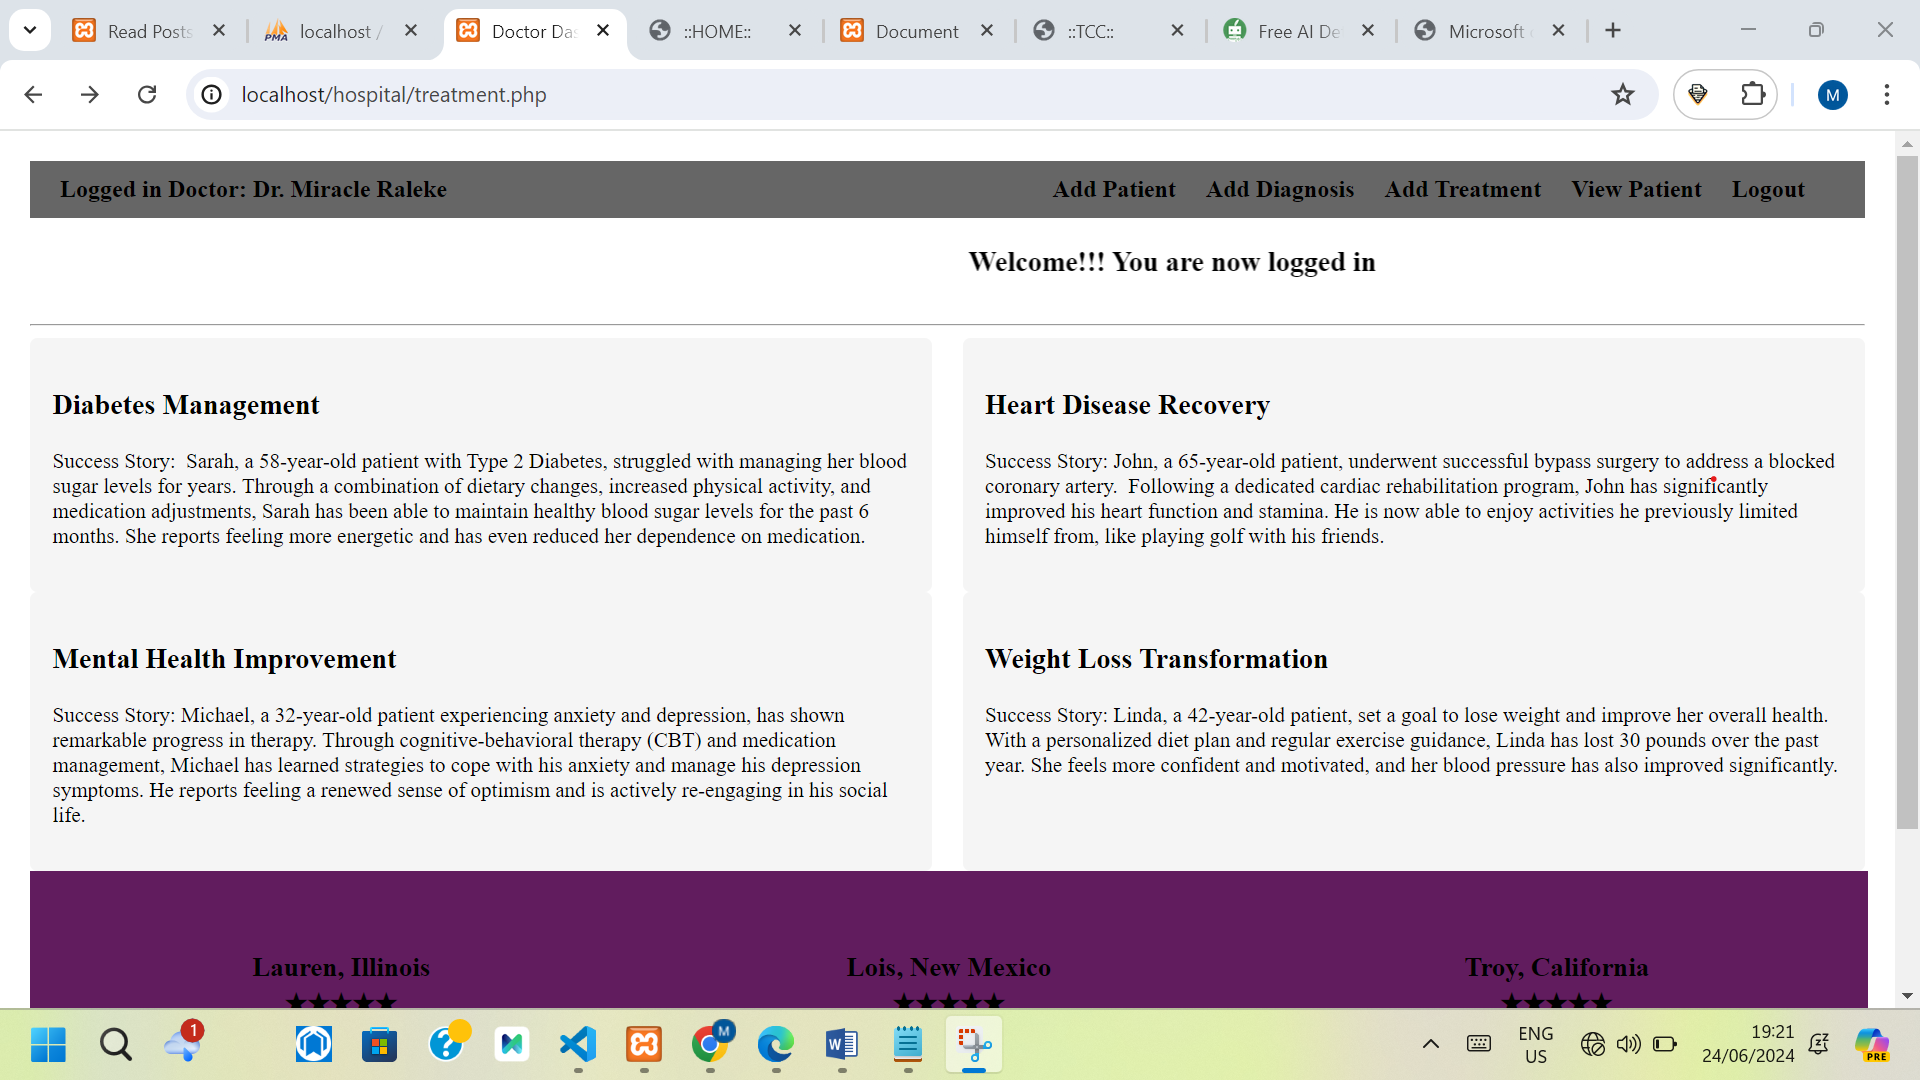 Read Posts
localhost /
Doctor Das
::HOME::
Document
::TCC::
Free AI De
Microsoft
localhost/hospital/treatment.php
M
Logged in Doctor: Dr. Miracle Raleke
Add Patient Add Diagnosis Add Treatment View Patient Logout
Welcome!!! You are now logged in
Diabetes Management
Success Story:  Sarah, a 58-year-old patient with Type 2 Diabetes, struggled with managing her blood
sugar levels for years. Through a combination of dietary changes, increased physical activity, and
medication adjustments, Sarah has been able to maintain healthy blood sugar levels for the past 6
months. She reports feeling more energetic and has even reduced her dependence on medication.
Heart Disease Recovery
Success Story: John, a 65-year-old patient, underwent successful bypass surgery to address a blocked
coronary artery.  Following a dedicated cardiac rehabilitation program, John has significantly
improved his heart function and stamina. He is now able to enjoy activities he previously limited
himself from, like playing golf with his friends.
Mental Health Improvement
Success Story: Michael, a 32-year-old patient experiencing anxiety and depression, has shown
remarkable progress in therapy. Through cognitive-behavioral therapy (CBT) and medication
management, Michael has learned strategies to cope with his anxiety and manage his depression
symptoms. He reports feeling a renewed sense of optimism and is actively re-engaging in his social
life.
Weight Loss Transformation
Success Story: Linda, a 42-year-old patient, set a goal to lose weight and improve her overall health.
With a personalized diet plan and regular exercise guidance, Linda has lost 30 pounds over the past
year. She feels more confident and motivated, and her blood pressure has also improved significantly.
Lauren, Illinois
★★★★★
Lois, New Mexico
★★★★★
Troy, California
★★★★★
1
M
ENG
US
19:21
24/06/2024
PRE